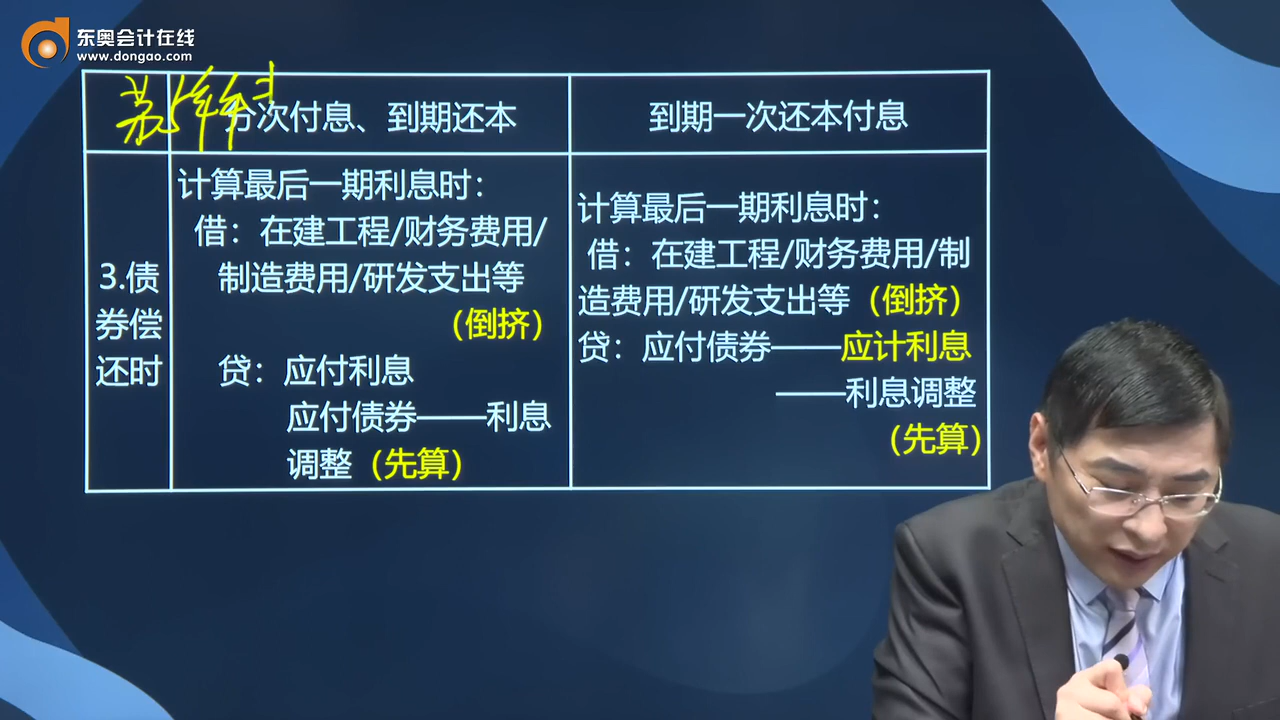 东奥会计在线
www.dongao.com
分次付息、到期还本
到期一次还本付息
3.债
券偿
还时
计算最后一期利息时：
借：在建工程/财务费用/
制造费用/研发支出等
（倒挤）
贷：应付利息
应付债券——利息
调整（先算）
计算最后一期利息时：
借：在建工程/财务费用/制
造费用/研发支出等（倒挤）
贷：应付债券——应计利息
——利息调整
（先算）